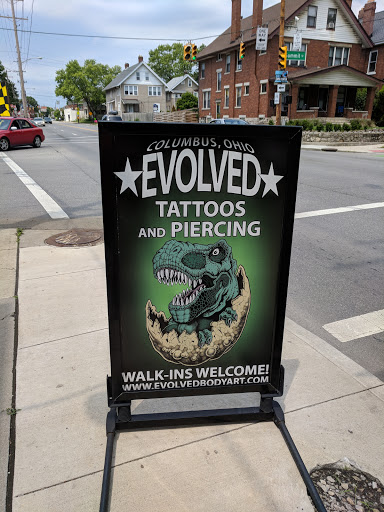 COLUMBUS, OHIO
EVOLVED
TATTOOS
AND PIERCING
WALK-INS WELCOME!
WWW.EVOLVEDBODYART.COM